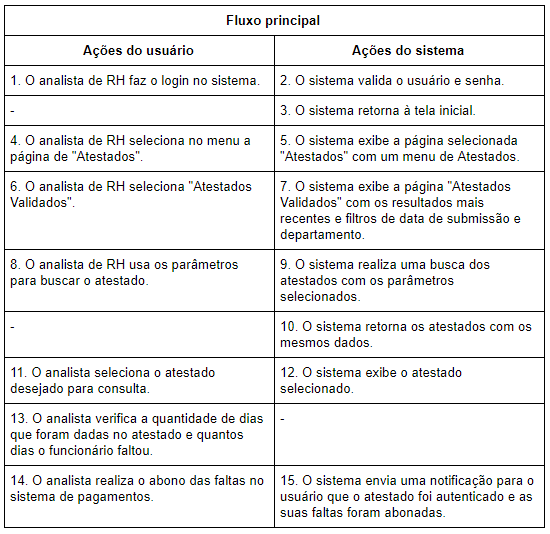 Fluxo principal
Ações do usuário
Ações do sistema
1. O analista de RH faz o login no sistema.
2. O sistema valida o usuário e senha.
-
3. O sistema retorna à tela inicial.
4. O analista de RH seleciona no menu a
página de "Atestados".
5. O sistema exibe a página selecionada
"Atestados" com um menu de Atestados.
6. O analista de RH seleciona "Atestados
Validados".
7. O sistema exibe a página "Atestados
Validados" com os resultados mais
recentes e filtros de data de submissão e
departamento.
8. O analista de RH usa os parâmetros
para buscar o atestado.
9. O sistema realiza uma busca dos
atestados com os parâmetros
selecionados.
-
10. O sistema retorna os atestados com os
mesmos dados.
11. O analista seleciona o atestado
desejado para consulta.
12. O sistema exibe o atestado
selecionado.
13. O analista verifica a quantidade de dias
que foram dadas no atestado e quantos
dias o funcionário faltou.
-
14. O analista realiza o abono das faltas no
sistema de pagamentos.
15. O sistema envia uma notificação para o
usuário que o atestado foi autenticado e as
suas faltas foram abonadas.